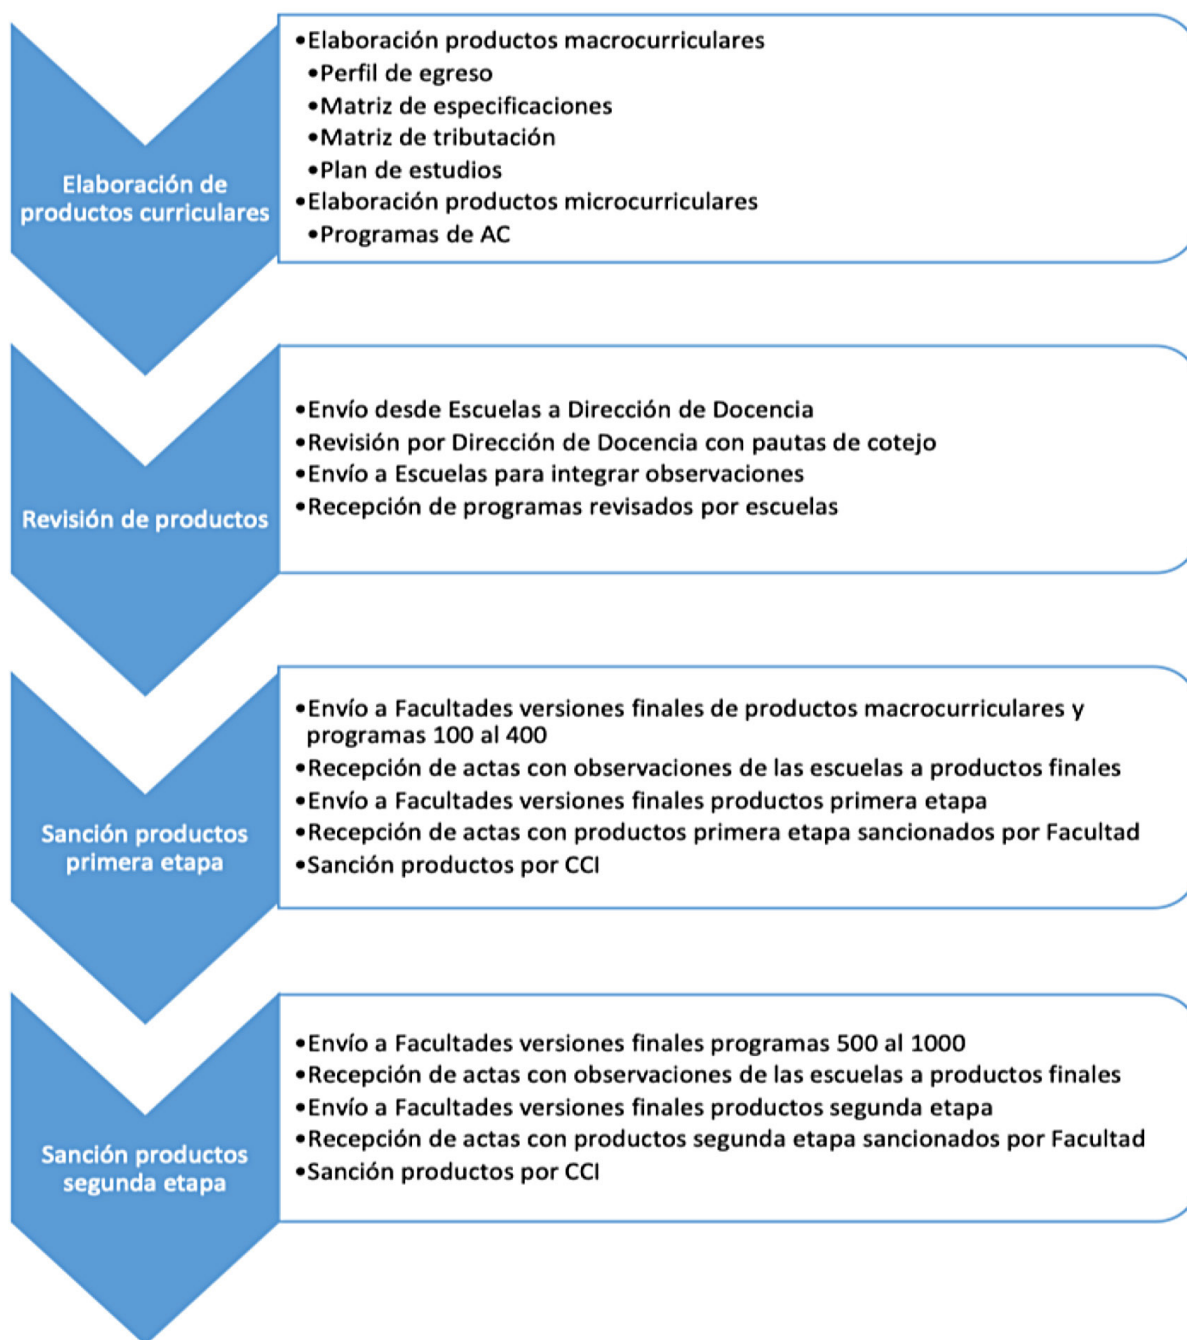 Elaboración de
productos curriculares
•Elaboración productos macrocurriculares
•Perfil de egreso
•Matriz de especificaciones
•Matriz de tributación
•Plan de estudios
•Elaboración productos microcurriculares
•Programas de AC
Revisión de productos
•Envío desde Escuelas a Dirección de Docencia
•Revisión por Dirección de Docencia con pautas de cotejo
•Envío a Escuelas para integrar observaciones
•Recepción de programas revisados por escuelas
Sanción productos
primera etapa
•Envío a Facultades versiones finales de productos macrocurriculares y
programas 100 al 400
•Recepción de actas con observaciones de las escuelas a productos finales
•Envío a Facultades versiones finales productos primera etapa
•Recepción de actas con productos primera etapa sancionados por Facultad
•Sanción productos por CCI
Sanción productos
segunda etapa
•Envío a Facultades versiones finales programas 500 al 1000
•Recepción de actas con observaciones de las escuelas a productos finales
•Envío a Facultades versiones finales productos segunda etapa
•Recepción de actas con productos segunda etapa sancionados por Facultad
•Sanción productos por CCI